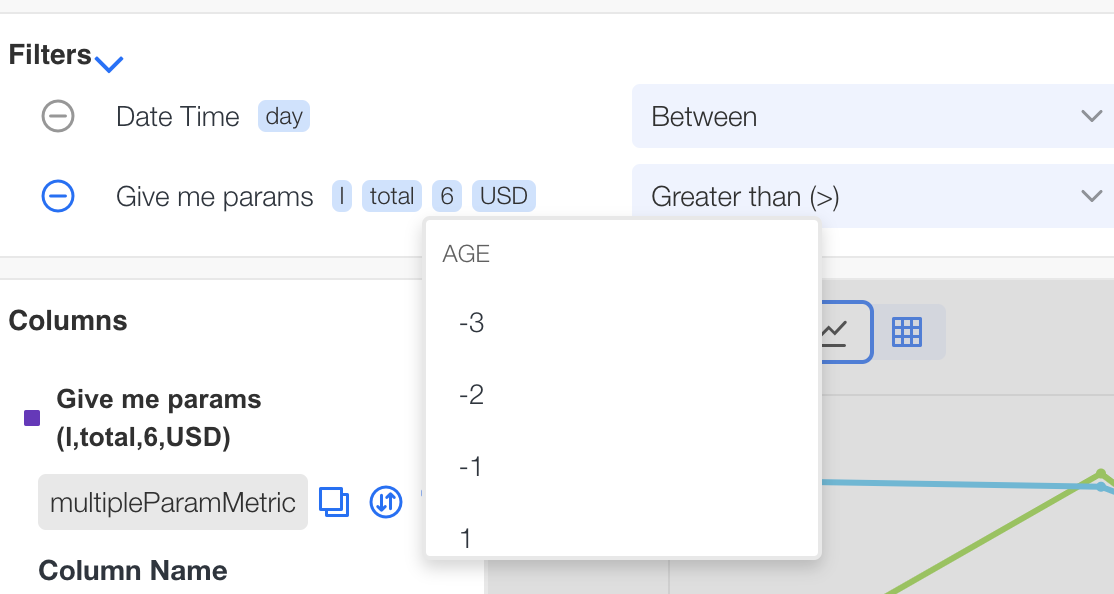 Filters
Date Time day Between
Give me params l total 6 USD Greater than (>)
AGE
-3
-2
-1
1
Columns
Give me params
(l,total,6,USD)
multipleParamMetric
Column Name